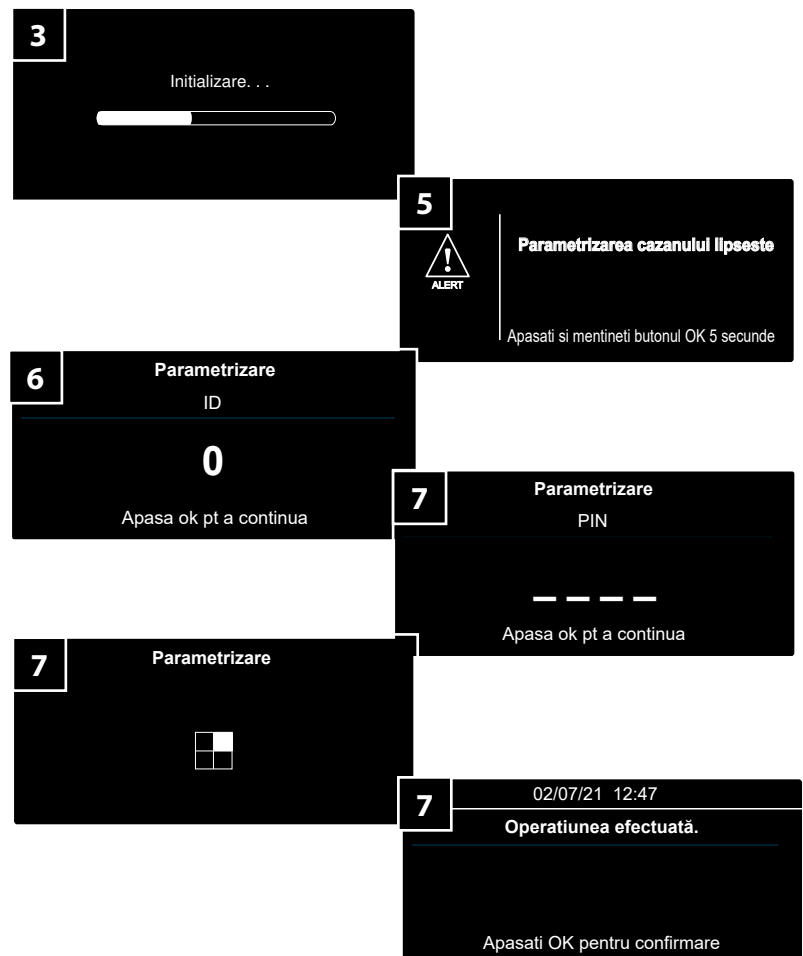 3
Initializare. . .
5
ALERT
Parametrizarea cazanului lipseste
Apasati si mentineti butonul OK 5 secunde
6
Parametrizare
ID
0
Apasa ok pt a continua
7
Parametrizare
PIN
_ _ _ _
Apasa ok pt a continua
7
Parametrizare
7
02/07/21 12:47
Operatiunea efectuată.
Apasati OK pentru confirmare